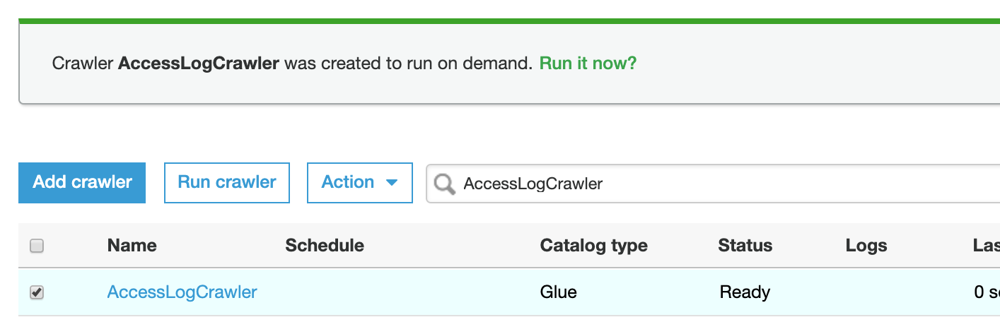 Crawler AccessLogCrawler was created to run on demand. Run it now?
Add crawler Run crawler Action AccessLogCrawler
Name Schedule Catalog type Status Logs
AccessLogCrawler Glue Ready 0